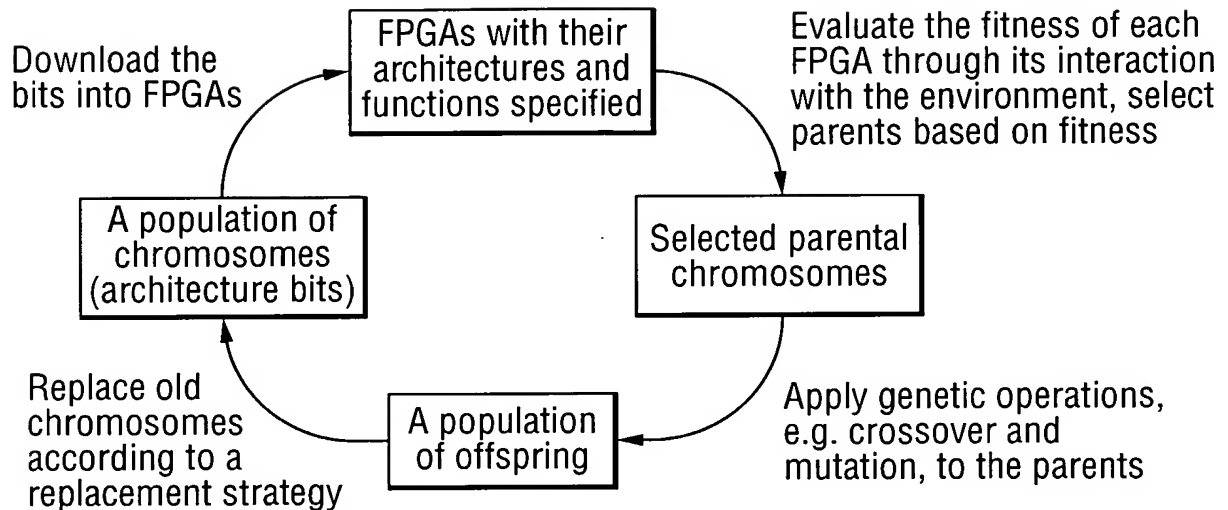 Download the
bits into FPGAs
FPGAs with their
architectures and
functions specified
Evaluate the fitness of each
FPGA through its interaction
with the environment, select
parents based on fitness
A population of
chromosomes
(architecture bits)
Selected parental
chromosomes
Replace old
chromosomes
according to a
replacement strategy
A population
of offspring
Apply genetic operations,
e.g. crossover and
mutation, to the parents